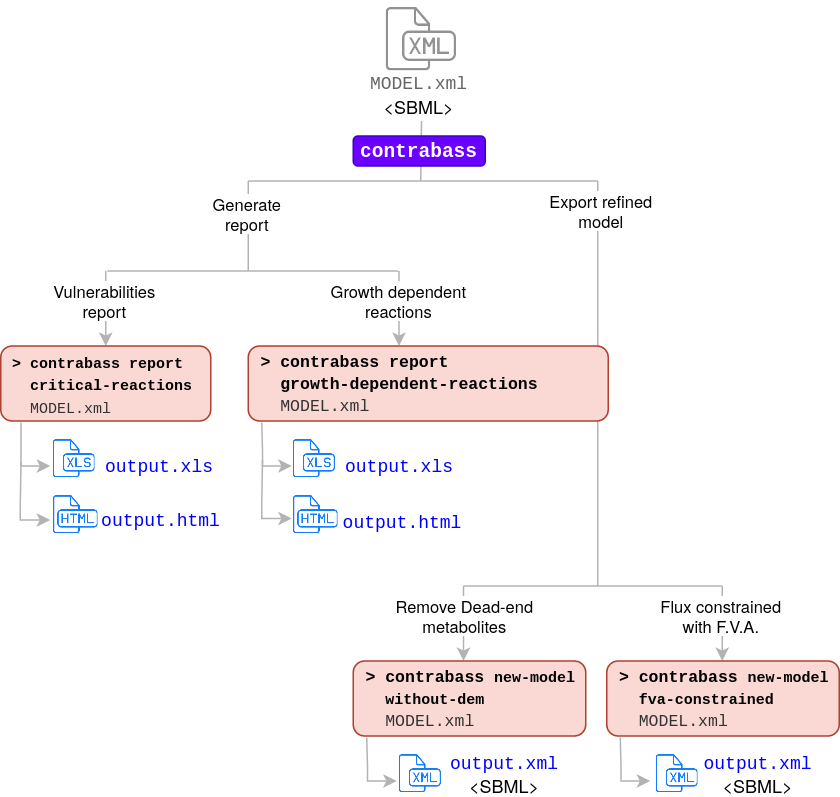 XML
MODEL.xml
<SBML>
contrabass
Generate
report
Export refined
model
Vulnerabilities
report
Growth dependent
reactions
> contrabass report
critical-reactions
MODEL.xml
> contrabass report
growth-dependent-reactions
MODEL.xml
XLS output.xls
HTML output.html
XLS output.xls
HTML output.html
Remove Dead-end
metabolites
Flux constrained
with F.V.A.
> contrabass new-model
without-dem
MODEL.xml
> contrabass new-model
fva-constrained
MODEL.xml
XML output.xml
<SBML>
XML output.xml
<SBML>